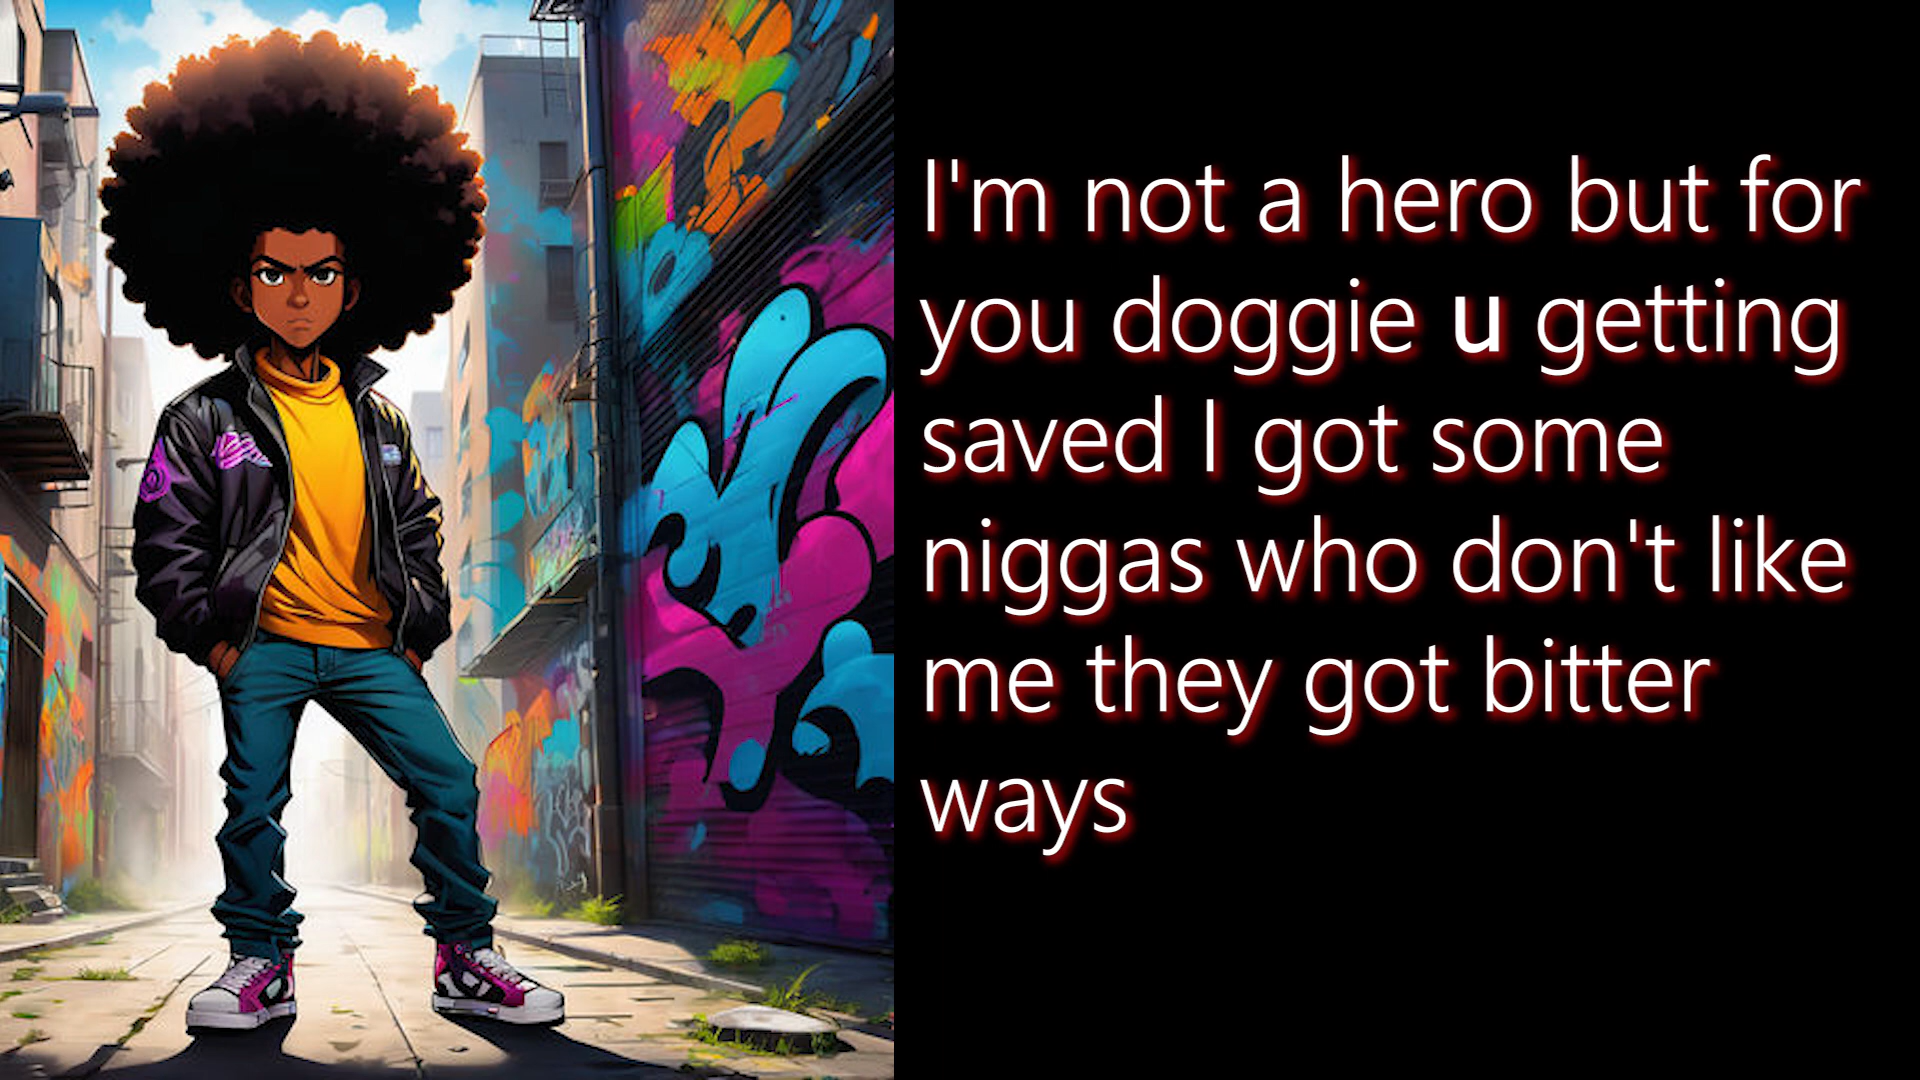 I'm not a hero but for
you doggie u getting
saved I got some
niggas who don't like
me they got bitter
ways